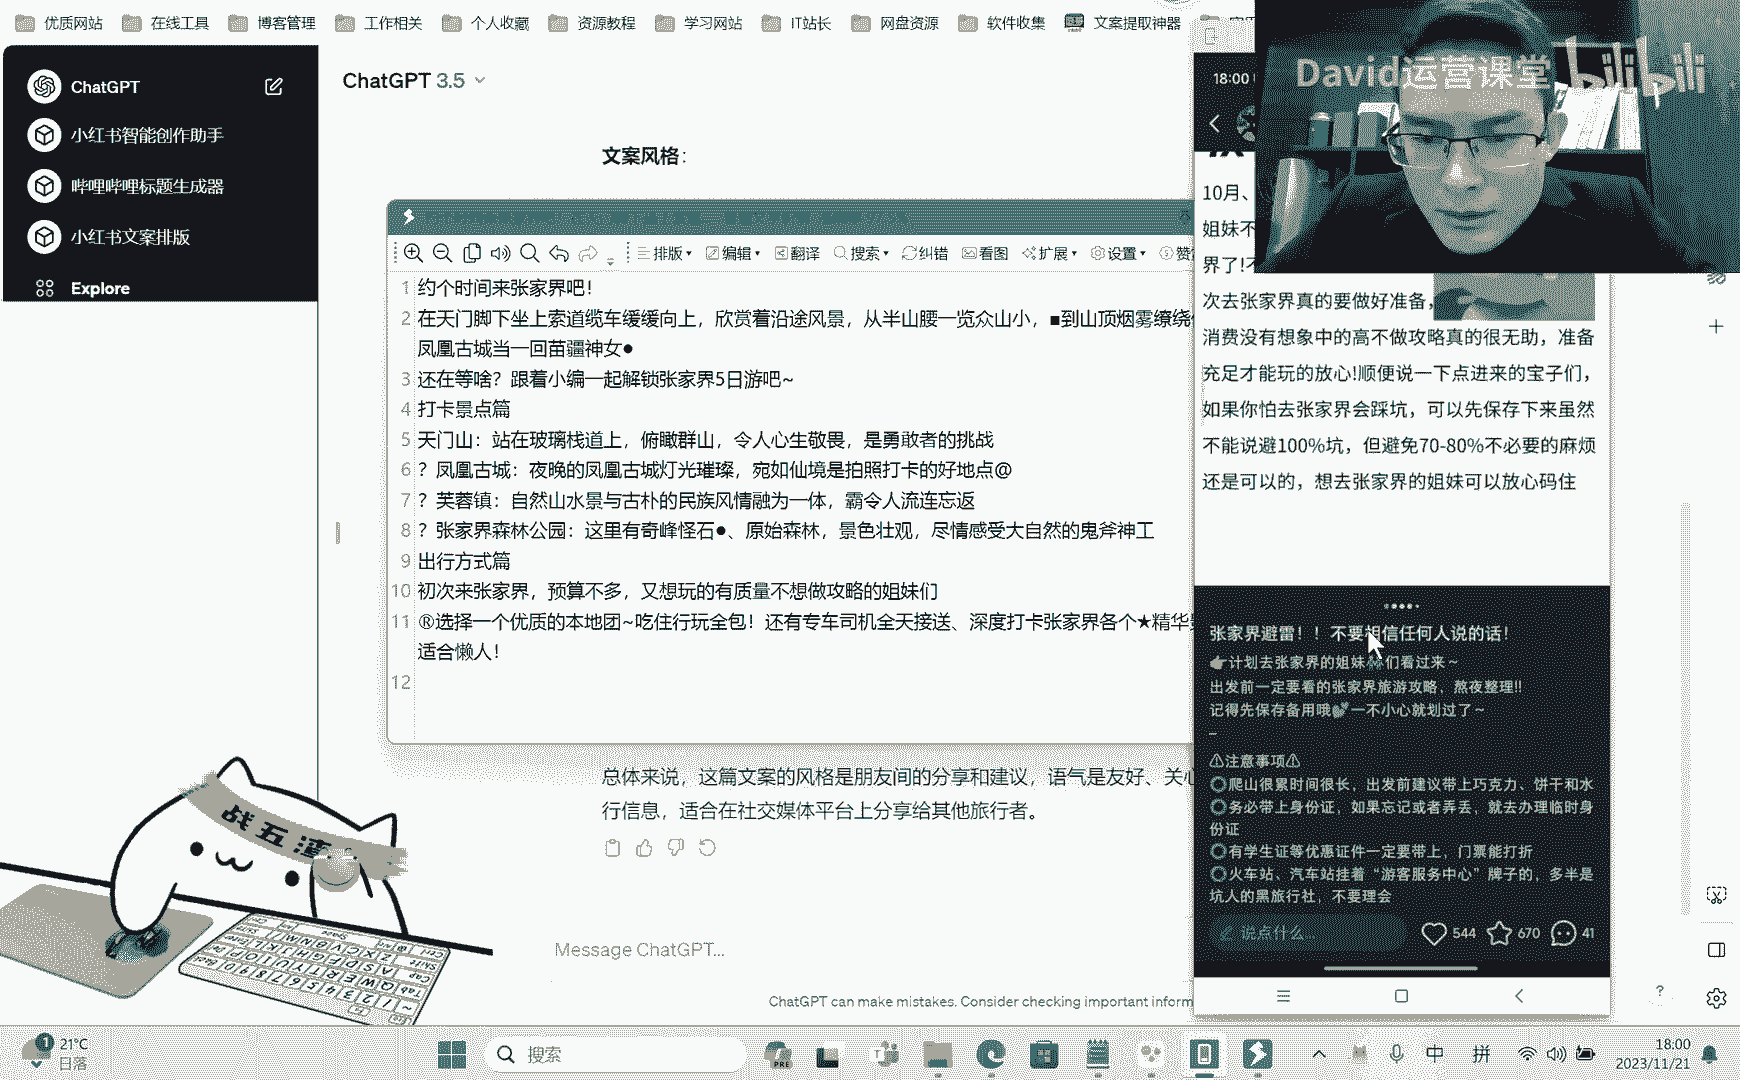 优质网站 在线工具 博客管理 工作相关 个人收藏 资源教程 学习网站 IT站长 网盘资源 软件收集 文案提取神器
ChatGPT
小红书智能创作助手
哔哩哔哩标题生成器
小红书文案排版
Explore
ChatGPT 3.5
文案风格：
排版 编辑 翻译 搜索 纠错 看图 扩展 设置
1 约个时间来张家界吧！
2 在天门脚下坐上索道缆车缓缓向上，欣赏着沿途风景，从半山腰一览众山小，■到山顶烟雾缭绕
凤凰古城当一回苗疆神女●
3 还在等啥？跟着小编一起解锁张家界5日游吧~
4 打卡景点篇
5 天门山：站在玻璃栈道上，俯瞰群山，令人心生敬畏，是勇敢者的挑战
6 ？凤凰古城：夜晚的凤凰古城灯光璀璨，宛如仙境是拍照打卡的好地点@
7 ？芙蓉镇：自然山水景与古朴的民族风情融为一体，霸令人流连忘返
8 ？张家界森林公园：这里有奇峰怪石●、原始森林，景色壮观，尽情感受大自然的鬼斧神工
9 出行方式篇
10 初次来张家界，预算不多，又想玩的有质量不想做攻略的姐妹们
11 ®选择一个优质的本地团~吃住行玩全包！还有专车司机全天接送、深度打卡张家界各个★精华
适合懒人！
12
总体来说，这篇文案的风格是朋友间的分享和建议，语气是友好、关心
行信息，适合在社交媒体平台上分享给其他旅行者。
Message ChatGPT...
ChatGPT can make mistakes. Consider checking important inform
David运营课堂 bilibili
18:00
10月、
姐妹不
界了!不
次去张家界真的要做好准备，
消费没有想象中的高不做攻略真的很无助，准备
充足才能玩的放心!顺便说一下点进来的宝子们，
如果你怕去张家界会踩坑，可以先保存下来虽然
不能说避100%坑，但避免70-80%不必要的麻烦
还是可以的，想去张家界的姐妹可以放心码住
张家界避雷！！不要相信任何人说的话！
👉计划去张家界的姐妹👭们看过来～
出发前一定要看的张家界旅游攻略，熬夜整理!!
记得先保存备用哦💕一不小心就划过了～
–
⚠注意事项⚠
⭕爬山很累时间很长，出发前建议带上巧克力、饼干和水
⭕务必带上身份证，如果忘记或者弄丢，就去办理临时身
份证
⭕有学生证等优惠证件一定要带上，门票能打折
⭕火车站、汽车站挂着“游客服务中心”牌子的，多半是
坑人的黑旅行社，不要理会
说点什么... 544 670 41
战五渣
1 21°C
日落
搜索
PRE
中 拼
18:00
2023/11/21